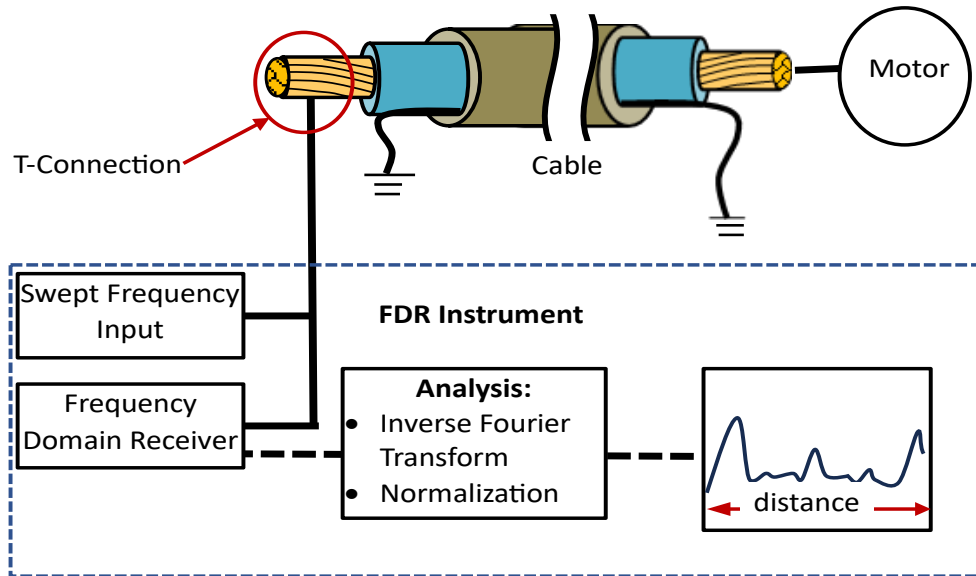 Motor
T-Connection
Cable
Swept Frequency
Input
FDR Instrument
Frequency
Domain Receiver
Analysis:
• Inverse Fourier
Transform
• Normalization
distance